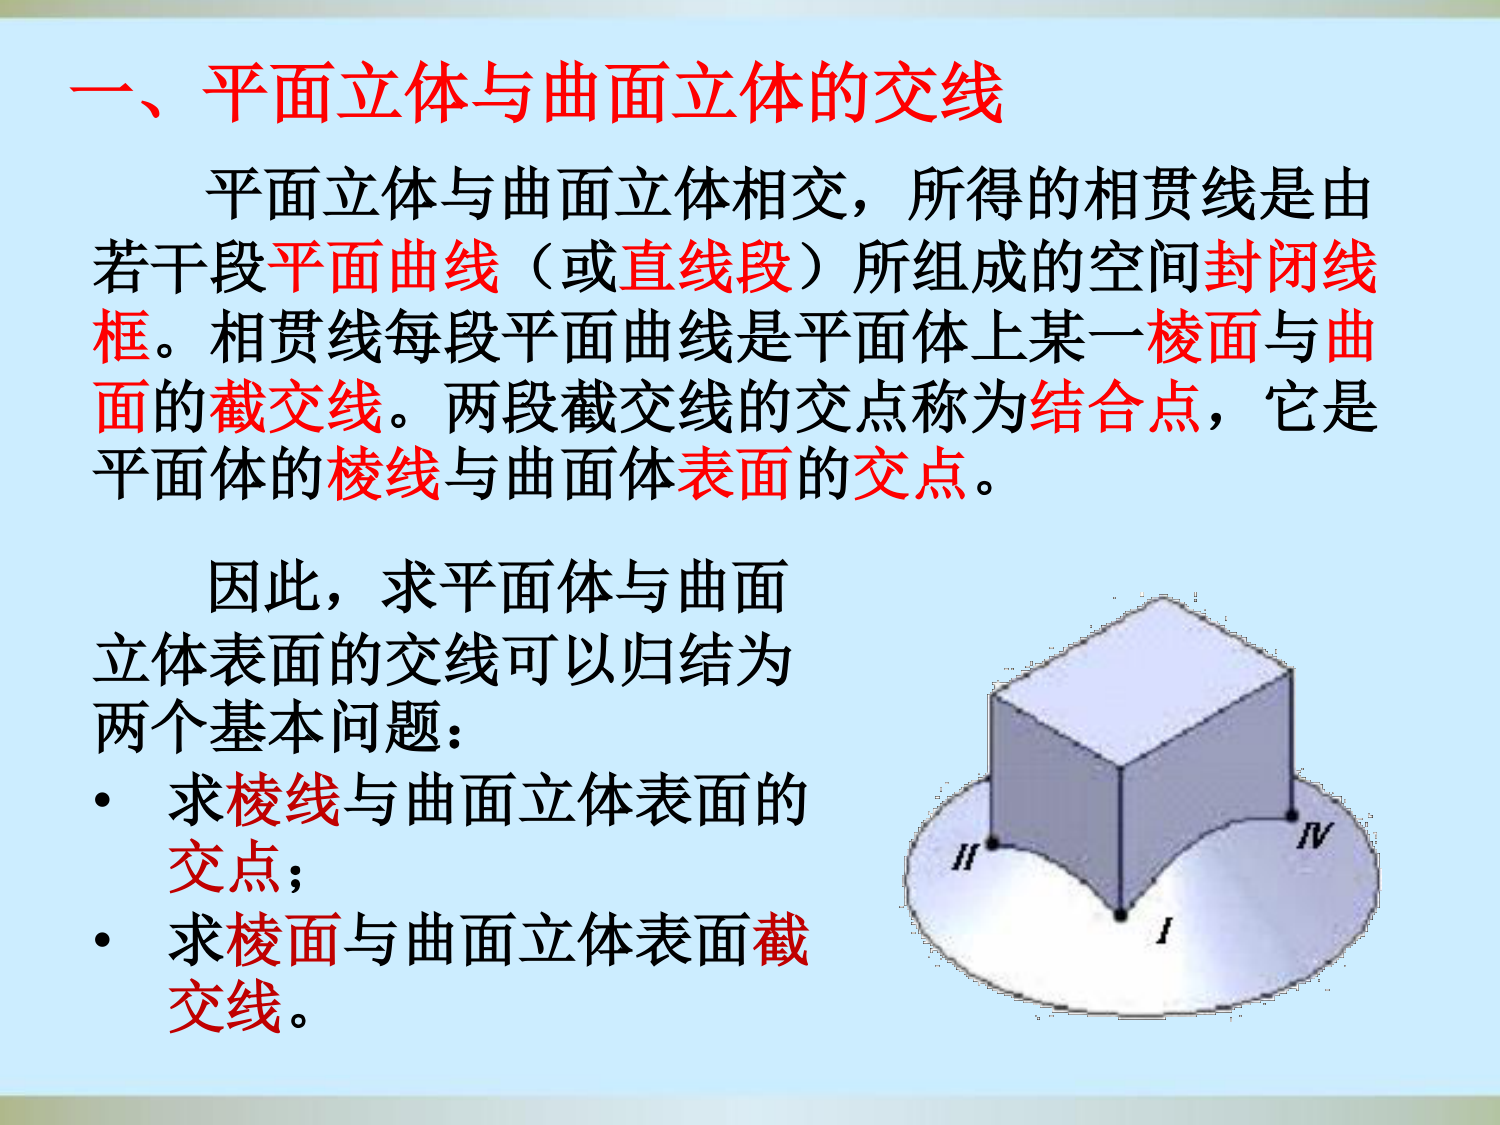 一、平面立体与曲面立体的交线
平面立体与曲面立体相交，所得的相贯线是由
若干段平面曲线（或直线段）所组成的空间封闭线
框。相贯线每段平面曲线是平面体上某一棱面与曲
面的截交线。两段截交线的交点称为结合点，它是
平面体的棱线与曲面体表面的交点。
因此，求平面体与曲面
立体表面的交线可以归结为
两个基本问题：
• 求棱线与曲面立体表面的
交点；
• 求棱面与曲面立体表面截
交线。
II
IV
I